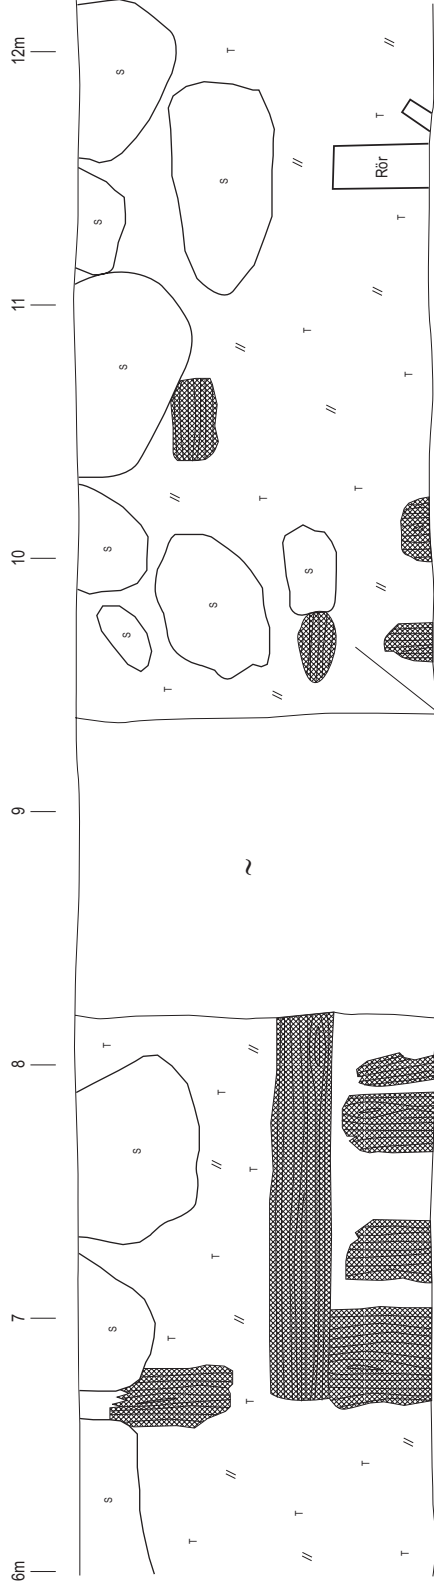 6m 7 8 9 10 11 12m
S S S T S S S S S
T // T T // T T // T // ~ T S // T // S T
// T // S T // T //
T T // // T // T Rör T //